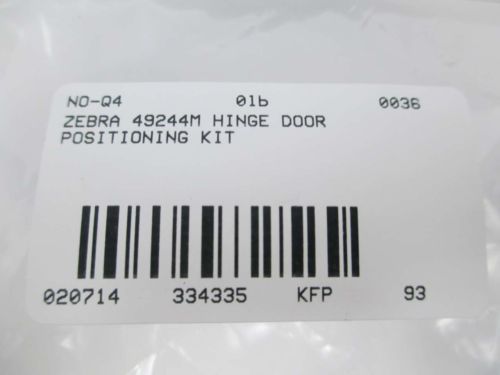 NO-Q4 01b 0036
ZEBRA 49244M HINGE DOOR
POSITIONING KIT
020714 334335 KFP 93